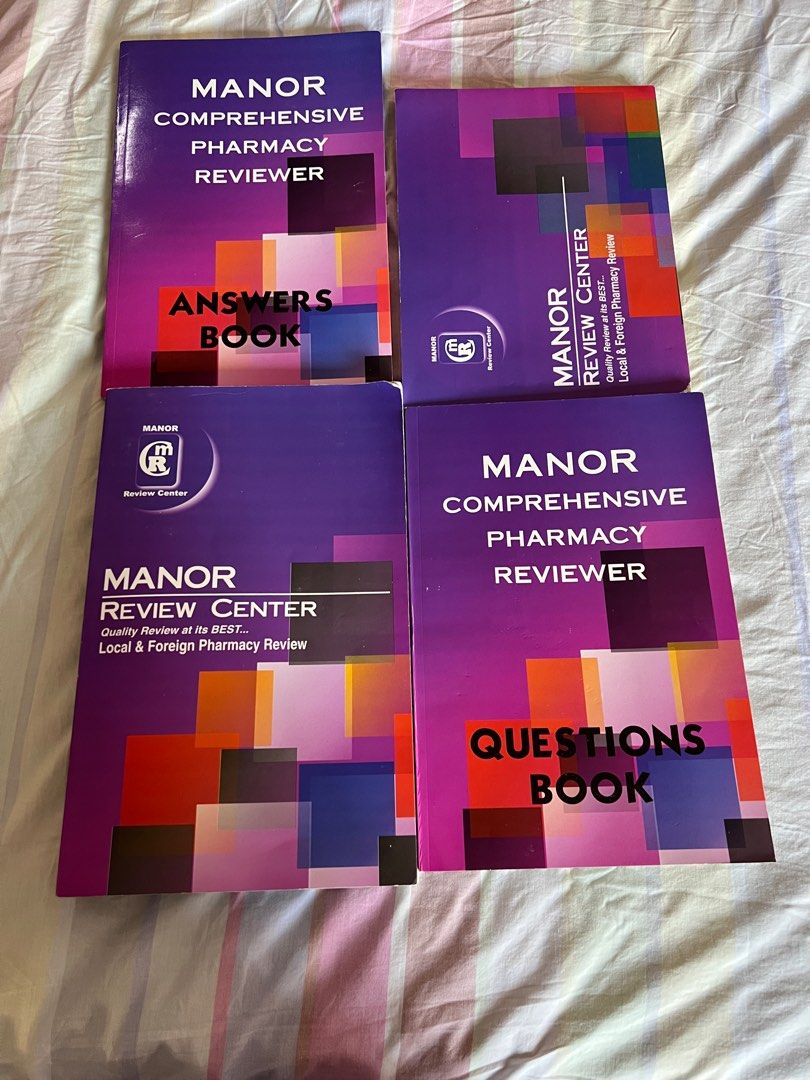 MANOR
COMPREHENSIVE
PHARMACY
REVIEWER
ANSWERS
BOOK
MANOR
REVIEW CENTER
Quality Review at its BEST...
Local & Foreign Pharmacy Review
MANOR
mR
Review Center
MANOR
CmR
Review Center
MANOR
REVIEW CENTER
Quality Review at its BEST...
Local & Foreign Pharmacy Review
MANOR
COMPREHENSIVE
PHARMACY
REVIEWER
QUESTIONS
BOOK